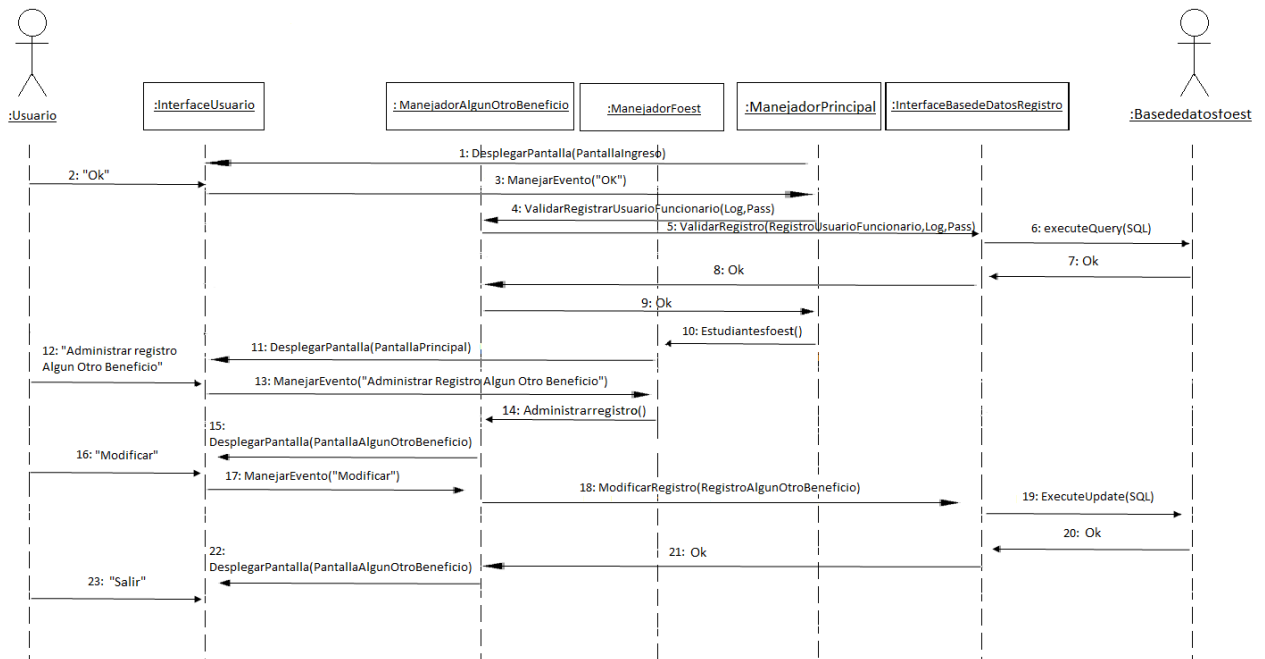 :Usuario
:InterfaceUsuario
: ManejadorAlgunOtroBeneficio
:ManejadorFoest
:ManejadorPrincipal
:InterfaceBasedeDatosRegistro
:Basededatosfoest
1: DesplegarPantalla(PantallaIngreso)
2: "Ok"
3: ManejarEvento("OK")
4: ValidarRegistrarUsuarioFuncionario(Log,Pass)
5: ValidarRegistro(RegistroUsuarioFuncionario,Log,Pass)
6: executeQuery(SQL)
7: Ok
8: Ok
9: Ok
10: Estudiantesfoest()
11: DesplegarPantalla(PantallaPrincipal)
12: "Administrar registro
Algun Otro Beneficio"
13: ManejarEvento("Administrar Registro Algun Otro Beneficio")
14: Administrarregistro()
15:
DesplegarPantalla(PantallaAlgunOtroBeneficio)
16: "Modificar"
17: ManejarEvento("Modificar")
18: ModificarRegistro(RegistroAlgunOtroBeneficio)
19: ExecuteUpdate(SQL)
20: Ok
21: Ok
22:
DesplegarPantalla(PantallaAlgunOtroBeneficio)
23: "Salir"